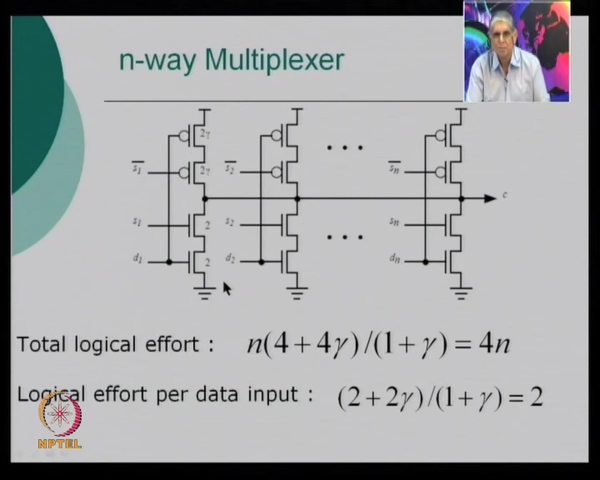 n-way Multiplexer
2γ
s̄₁ 2γ s̄₂ • • • s̄ₙ
c
s₁ 2 s₂ • • • sₙ
d₁ 2 d₂ dₙ
Total logical effort : n(4+4γ)/(1+γ) = 4n
Logical effort per data input : (2+2γ)/(1+γ) = 2
NPTEL